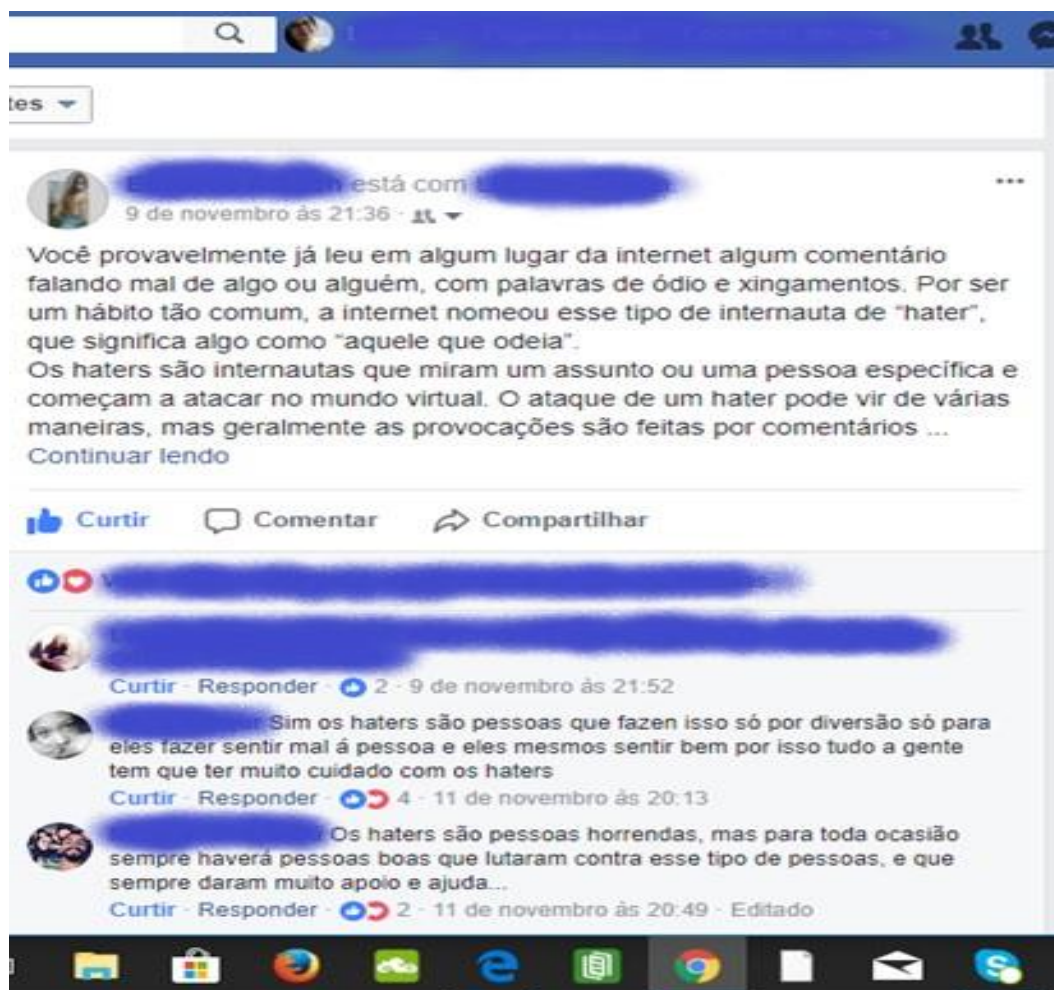 tes
está com
9 de novembro às 21:36 ·
Você provavelmente já leu em algum lugar da internet algum comentário
falando mal de algo ou alguém, com palavras de ódio e xingamentos. Por ser
um hábito tão comum, a internet nomeou esse tipo de internauta de “hater”,
que significa algo como “aquele que odeia”.
Os haters são internautas que miram um assunto ou uma pessoa específica e
começam a atacar no mundo virtual. O ataque de um hater pode vir de várias
maneiras, mas geralmente as provocações são feitas por comentários ...
Continuar lendo
Curtir Comentar Compartilhar
Curtir · Responder · 2 · 9 de novembro às 21:52
Sim os haters são pessoas que fazen isso só por diversão só para
eles fazer sentir mal á pessoa e eles mesmos sentir bem por isso tudo a gente
tem que ter muito cuidado com os haters
Curtir · Responder · 4 · 11 de novembro às 20:13
Os haters são pessoas horrendas, mas para toda ocasião
sempre haverá pessoas boas que lutaram contra esse tipo de pessoas, e que
sempre daram muito apoio e ajuda...
Curtir · Responder · 2 · 11 de novembro às 20:49 · Editado